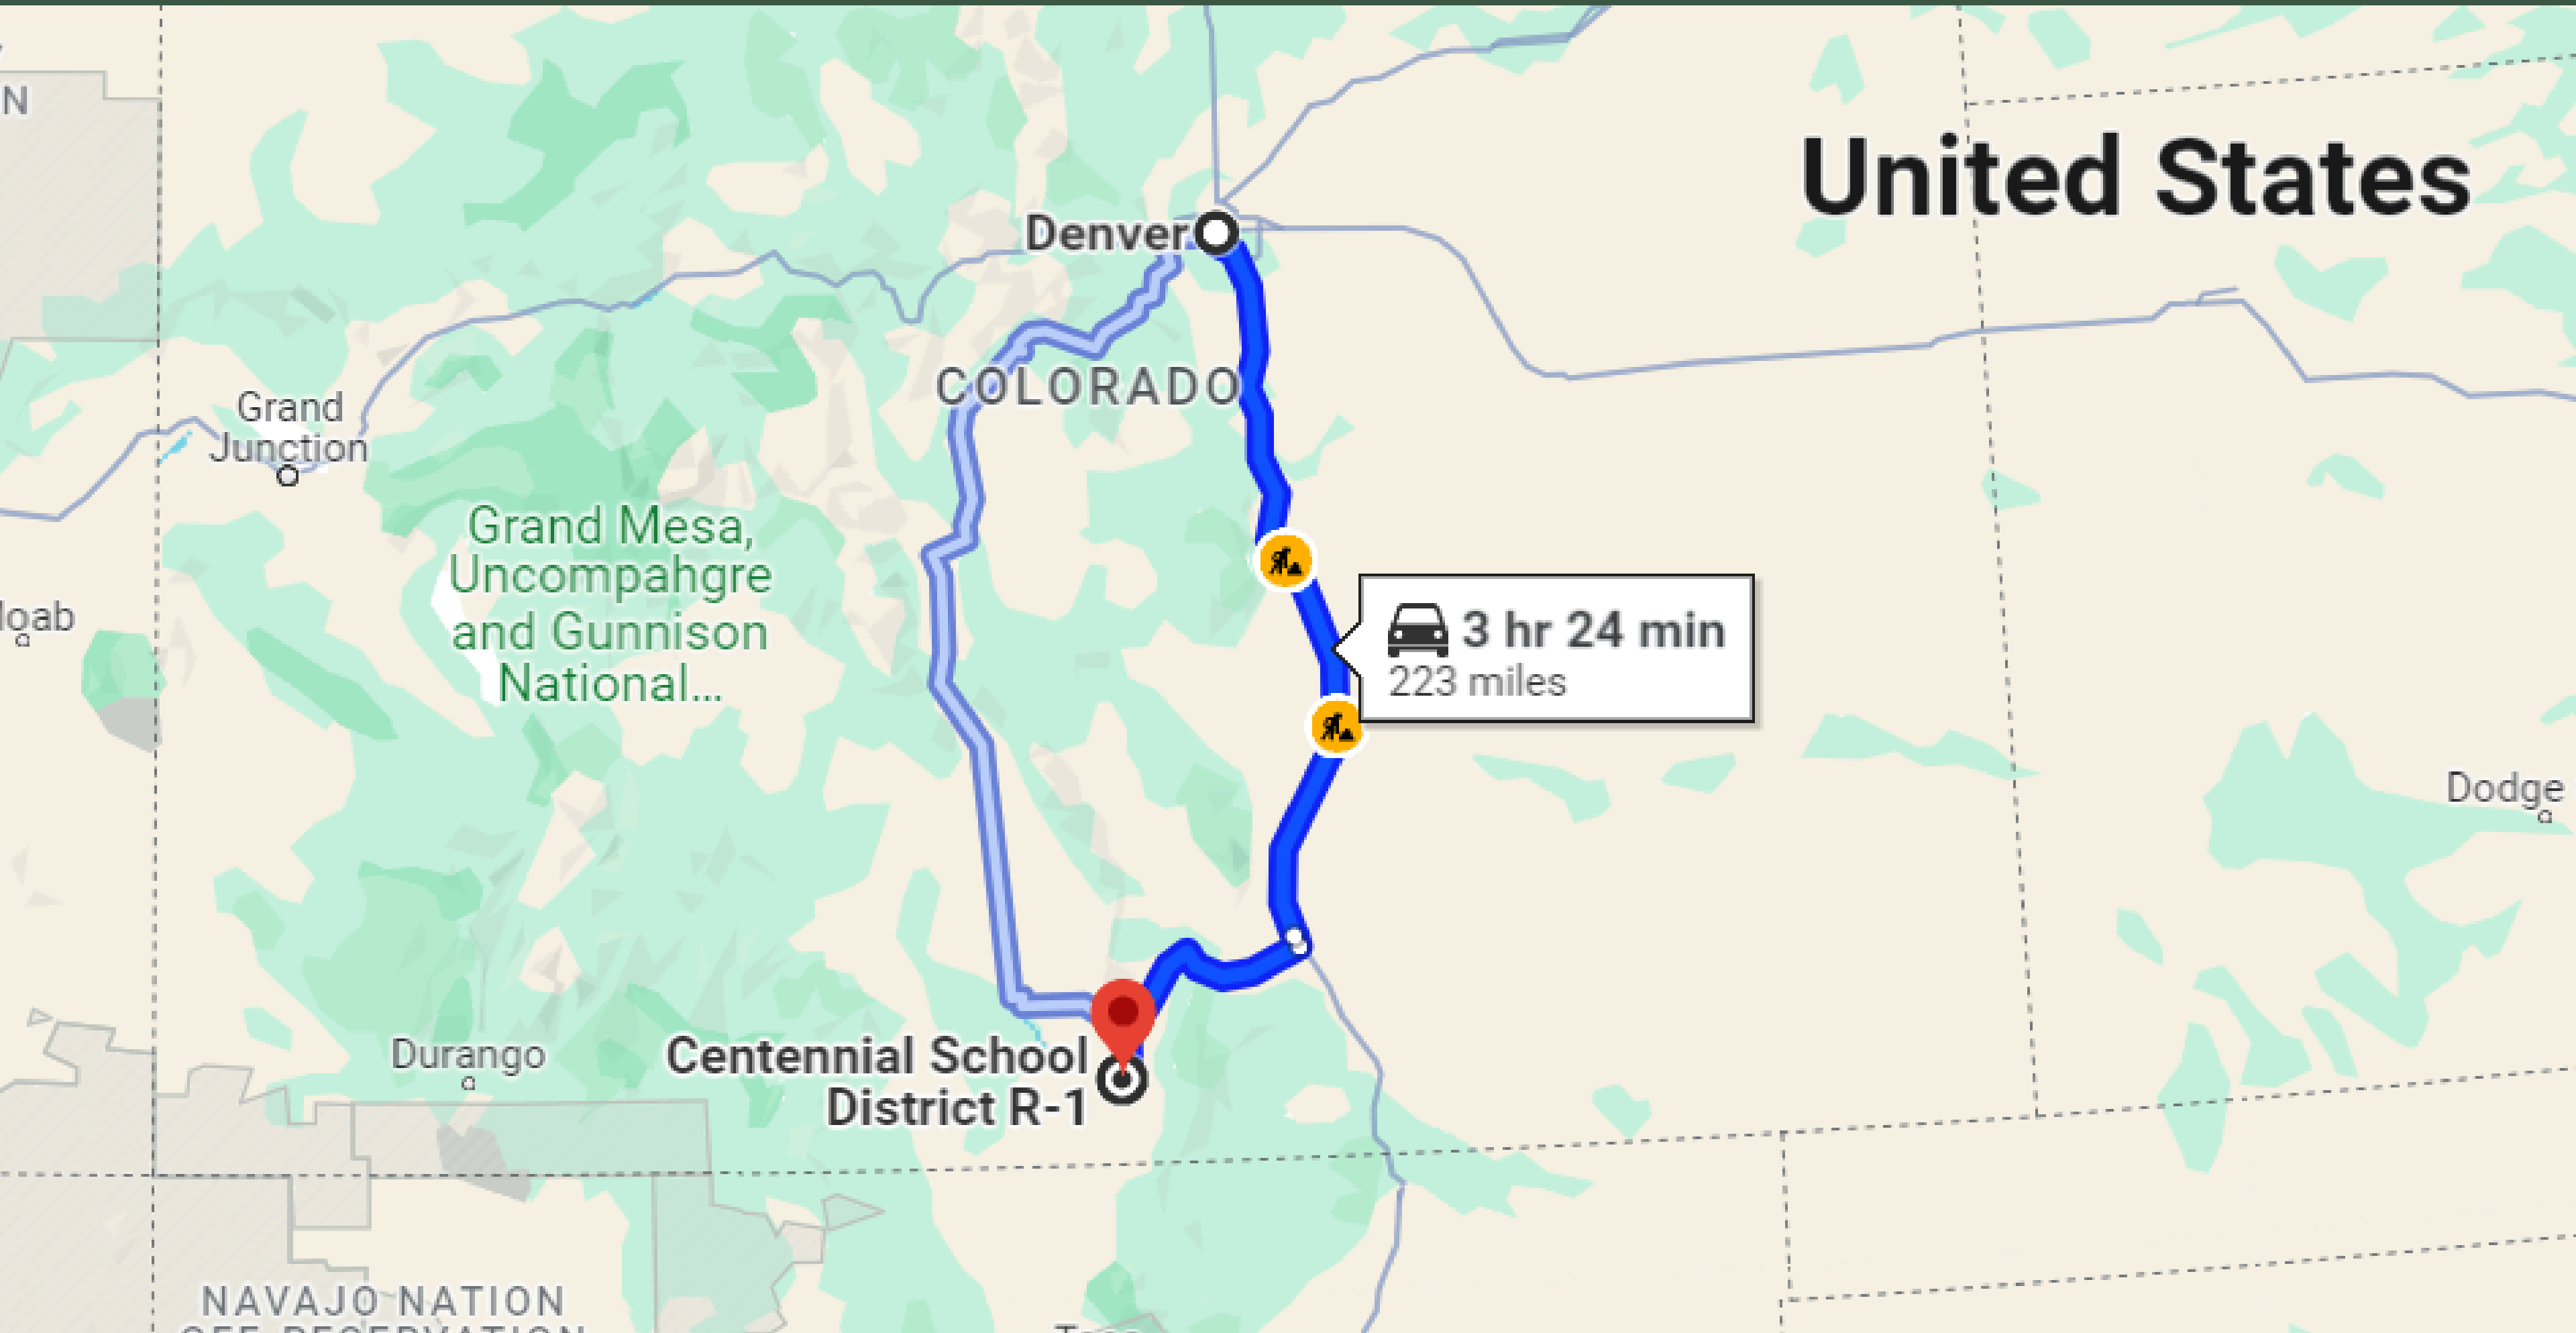 N
United States
Denver
COLORADO
Grand
Junction
Grand Mesa,
Uncompahgre
and Gunnison
National...
3 hr 24 min
223 miles
Dodge
Durango
Centennial School
District R-1
NAVAJO NATION